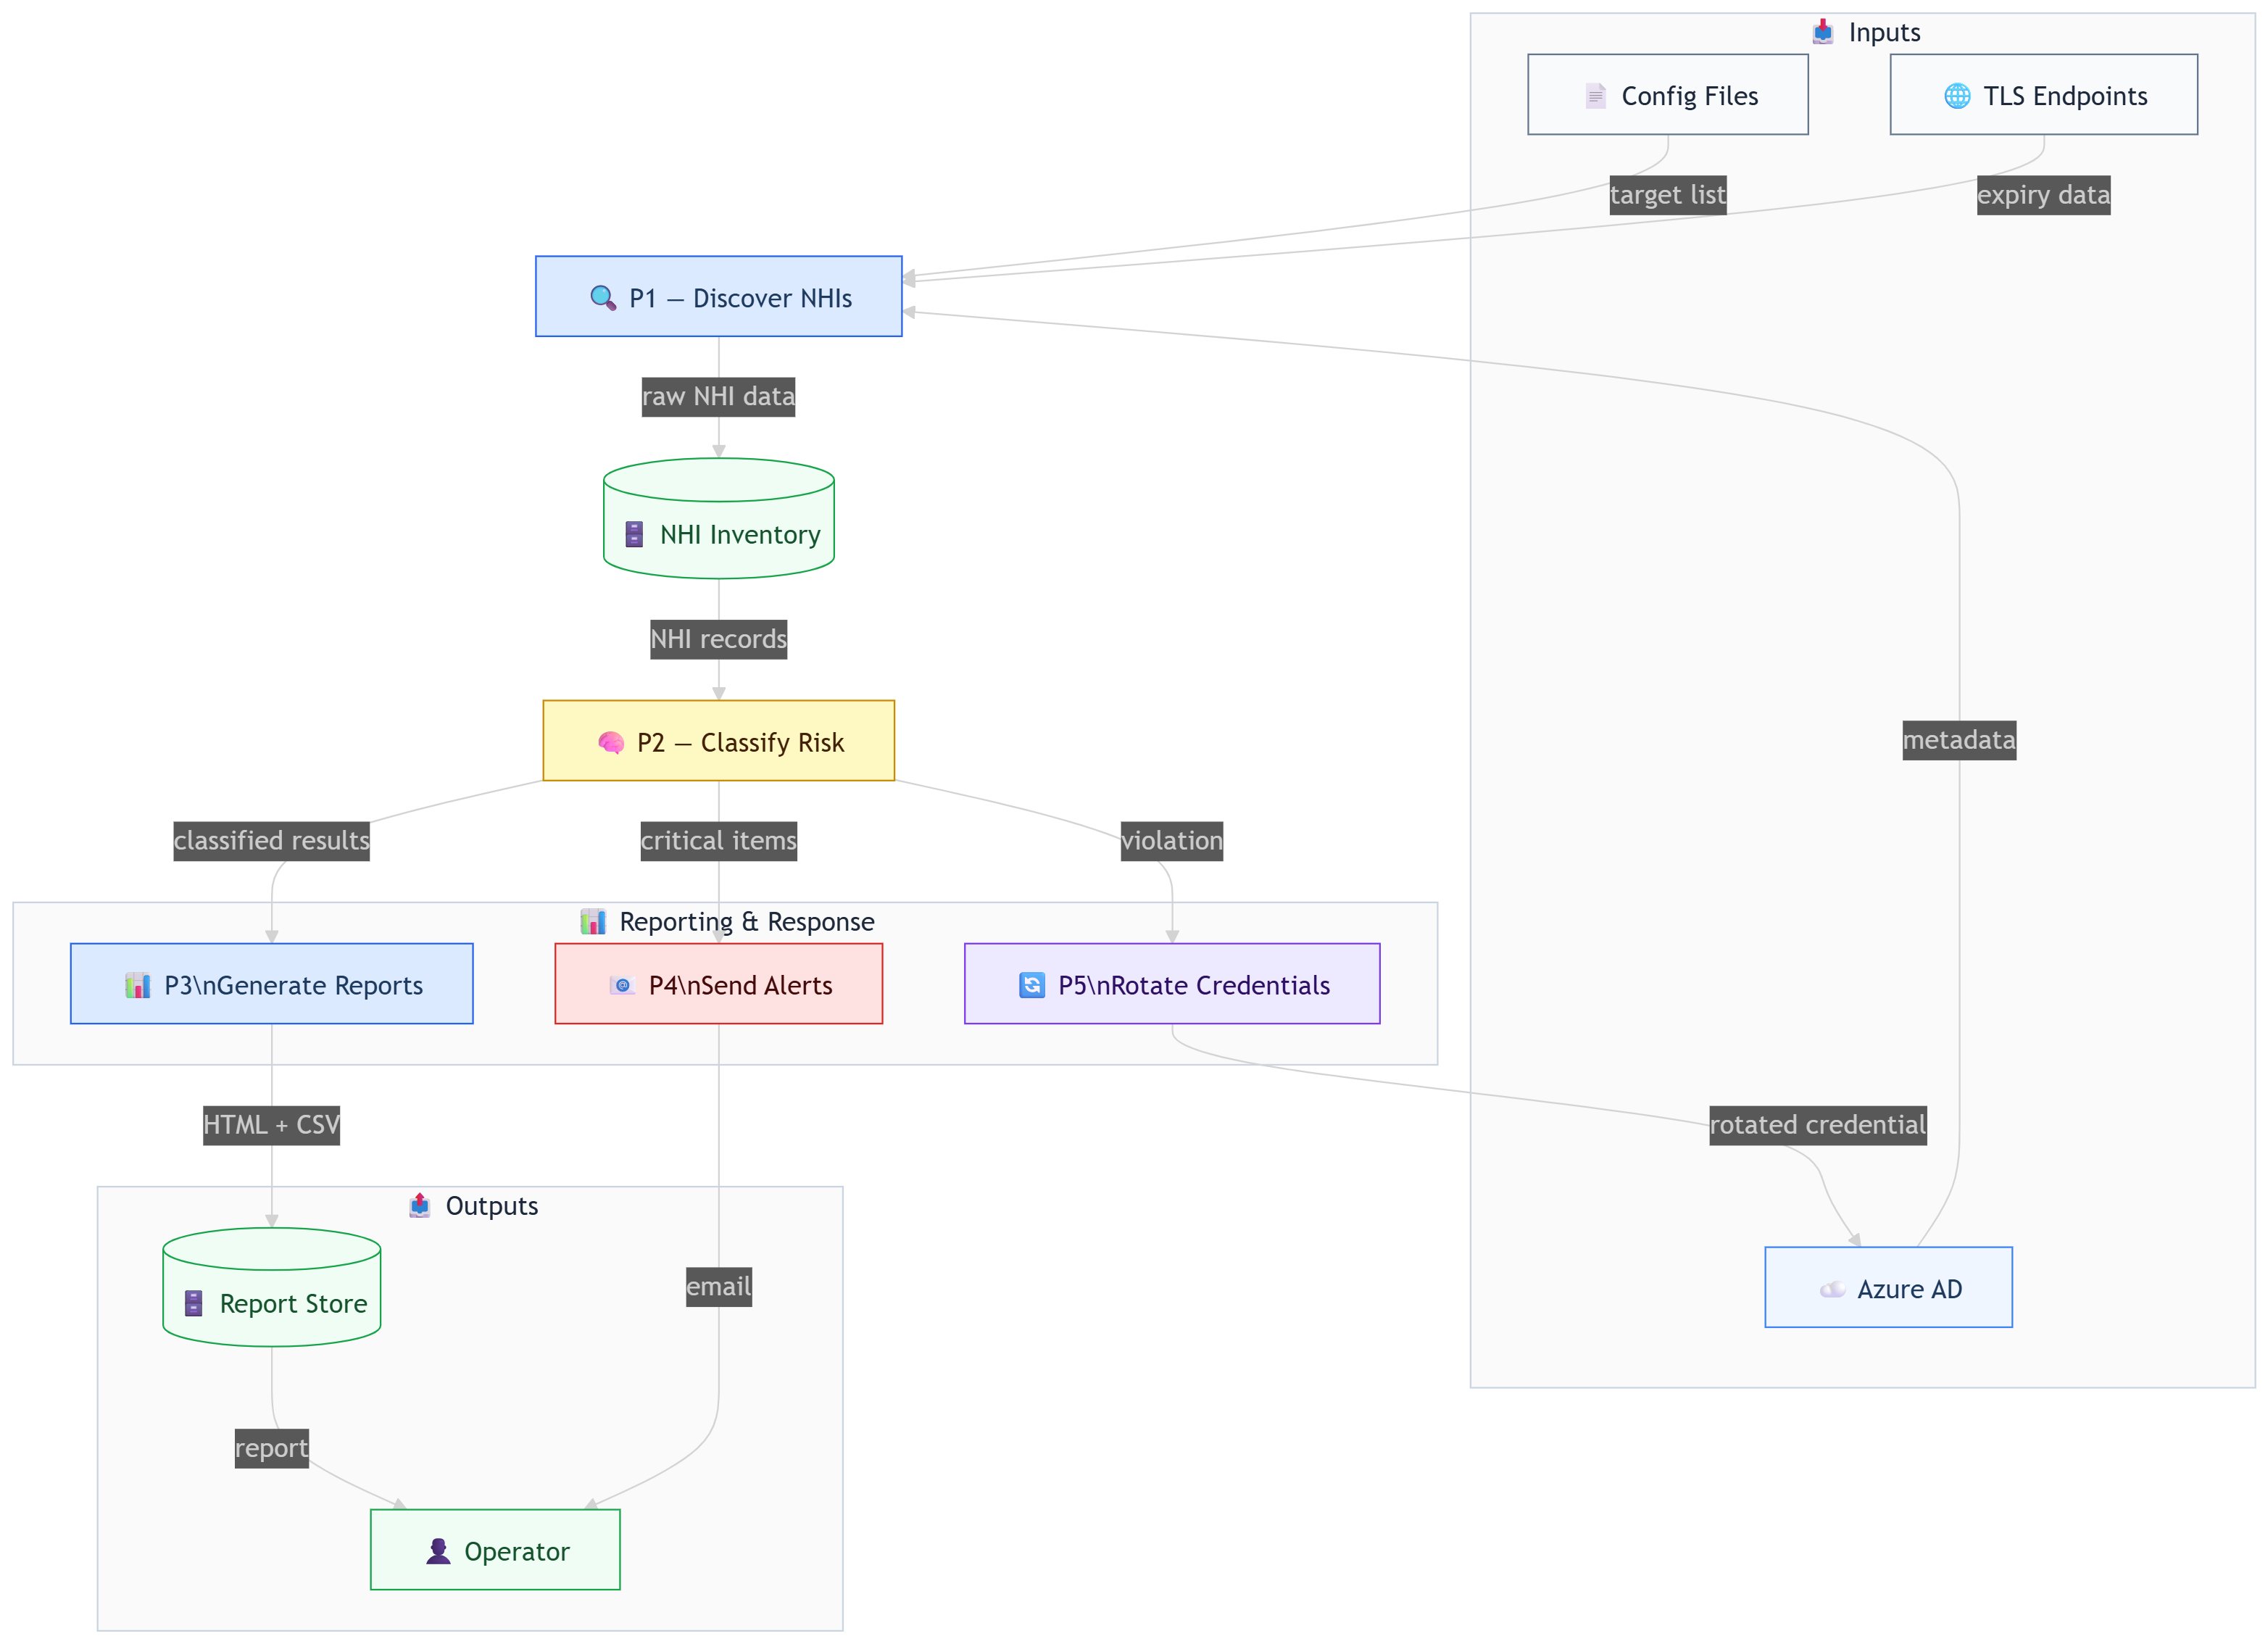 📥 Inputs
📄 Config Files
🌐 TLS Endpoints
target list
expiry data
🔍 P1 — Discover NHIs
raw NHI data
🗄️ NHI Inventory
NHI records
🧠 P2 — Classify Risk
metadata
classified results
critical items
violation
📊 Reporting & Response
📊 P3\nGenerate Reports
📧 P4\nSend Alerts
🔄 P5\nRotate Credentials
HTML + CSV
rotated credential
📤 Outputs
🗄️ Report Store
email
☁️ Azure AD
report
👤 Operator